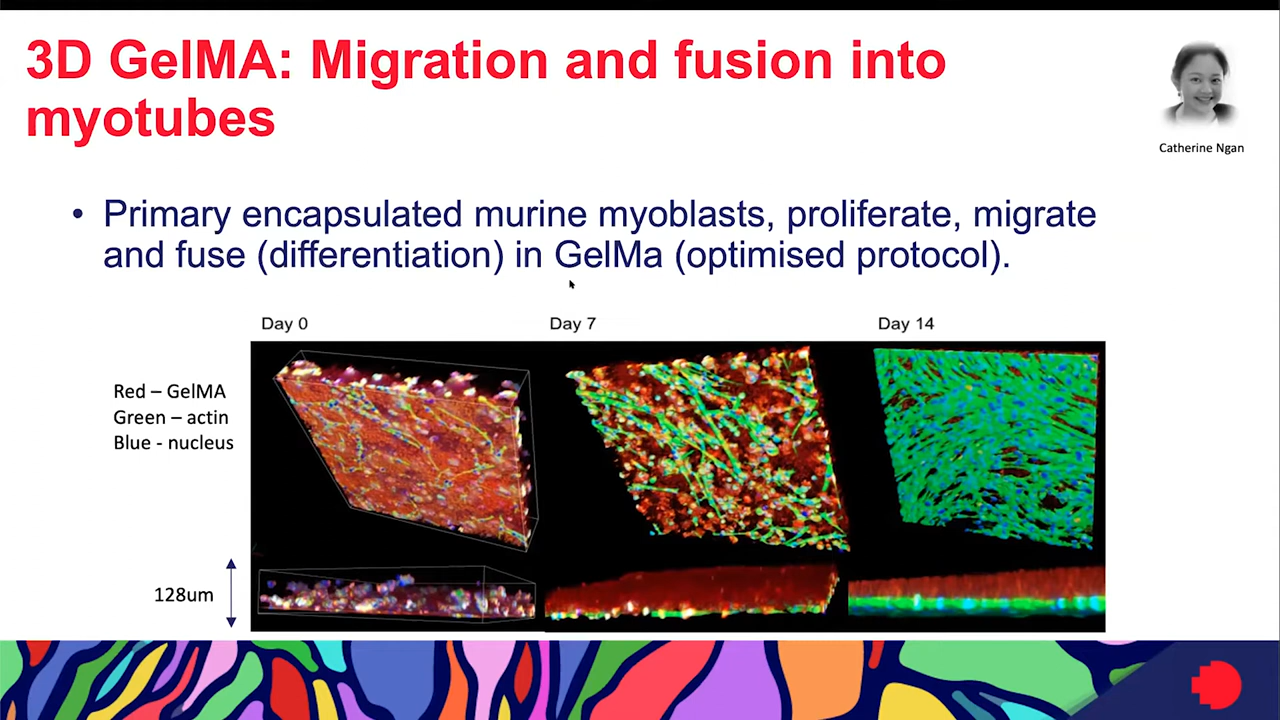 3D GelMA: Migration and fusion into
myotubes
Catherine Ngan
• Primary encapsulated murine myoblasts, proliferate, migrate
and fuse (differentiation) in GelMa (optimised protocol).
Day 0
Day 7
Day 14
Red – GelMA
Green – actin
Blue - nucleus
128um